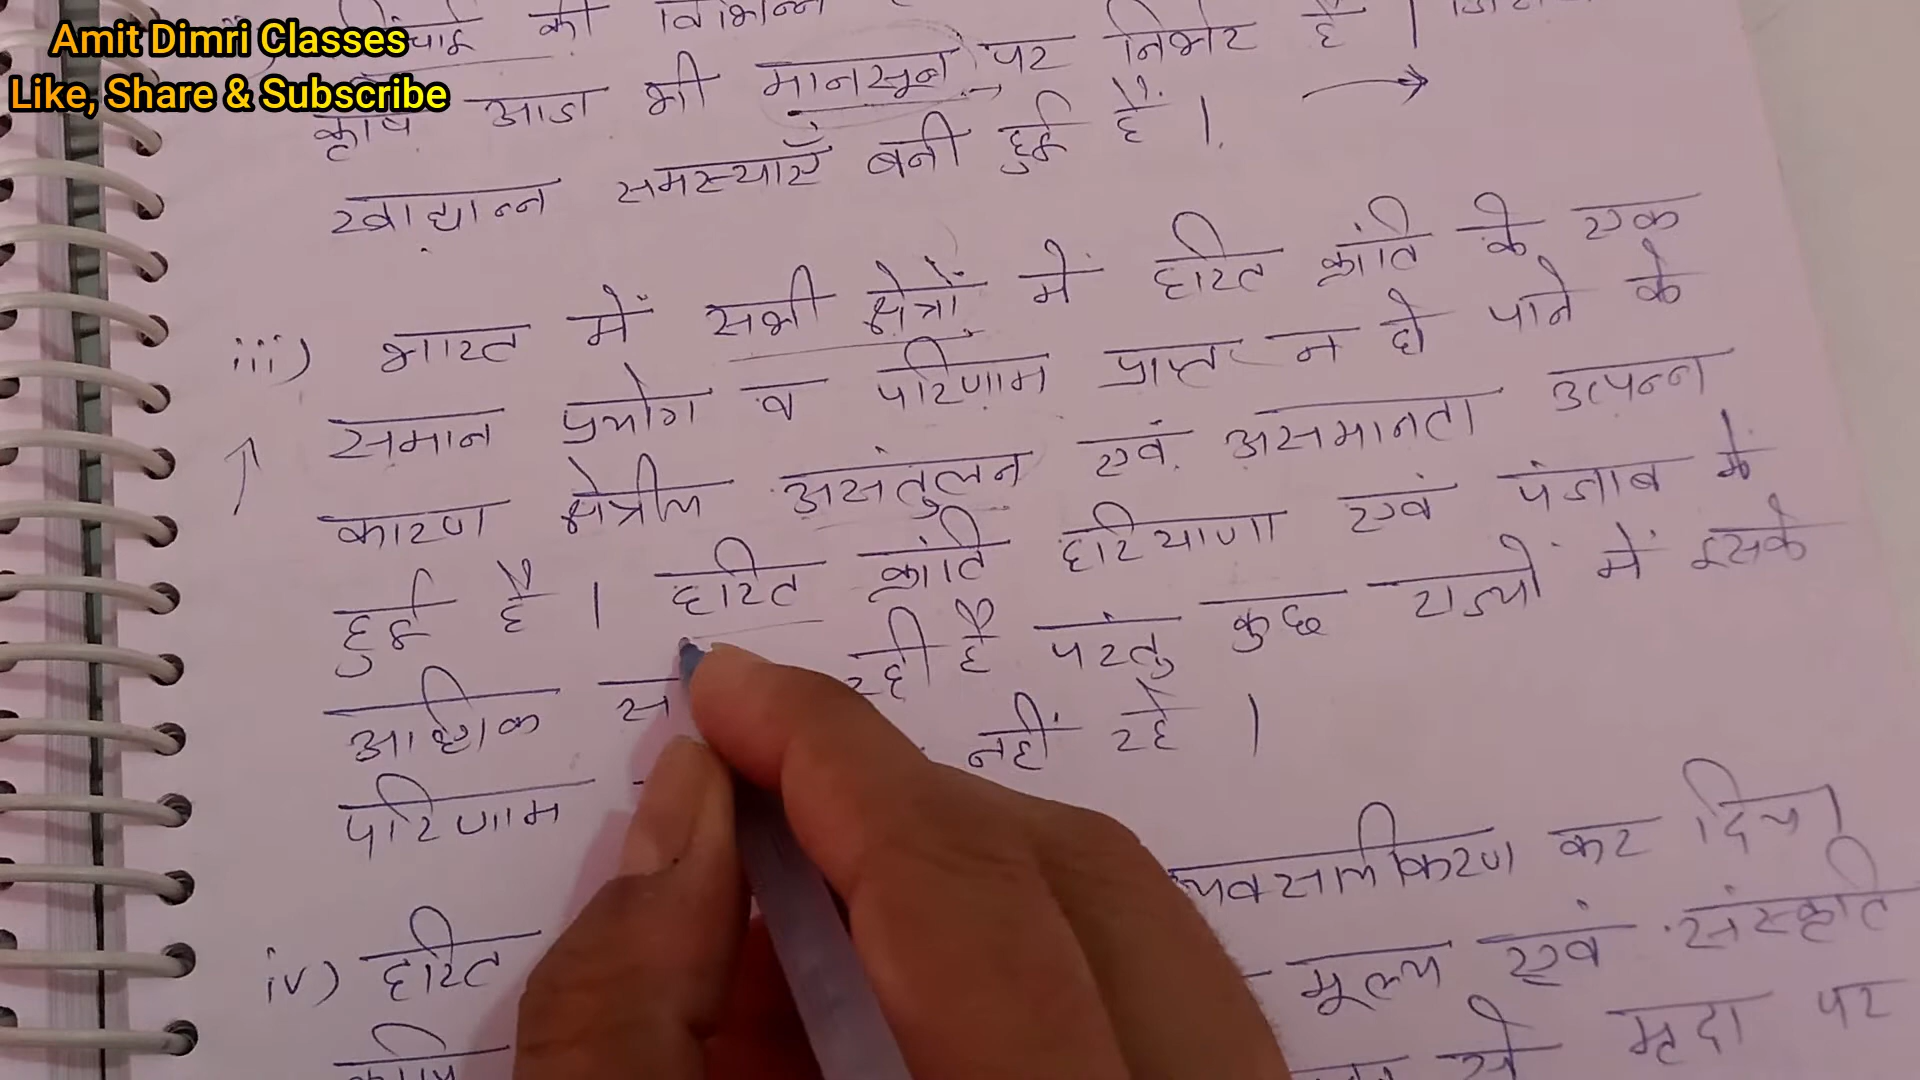 Amit Dimri Classes
Like, Share & Subscribe
की
कृषि आज भी मानसून पर निर्भर है ।
खाद्यान्न समस्याएँ बनी हुई है ।
iii) भारत में सभी क्षेत्रों में हरित क्रांति के एक
समान प्रयोग व परिणाम प्राप्त न हो पाने के
कारण क्षेत्रीय असंतुलन एवं असमानता उत्पन्न
हुई है । हरित क्रांति हरियाणा एवं पंजाब में
अधिक रही है परंतु कुछ राज्यों में इसके
परिणाम नहीं रहे ।
iv) हरित कर दिया
मूल्य एवं संस्कृति
से मृदा पर